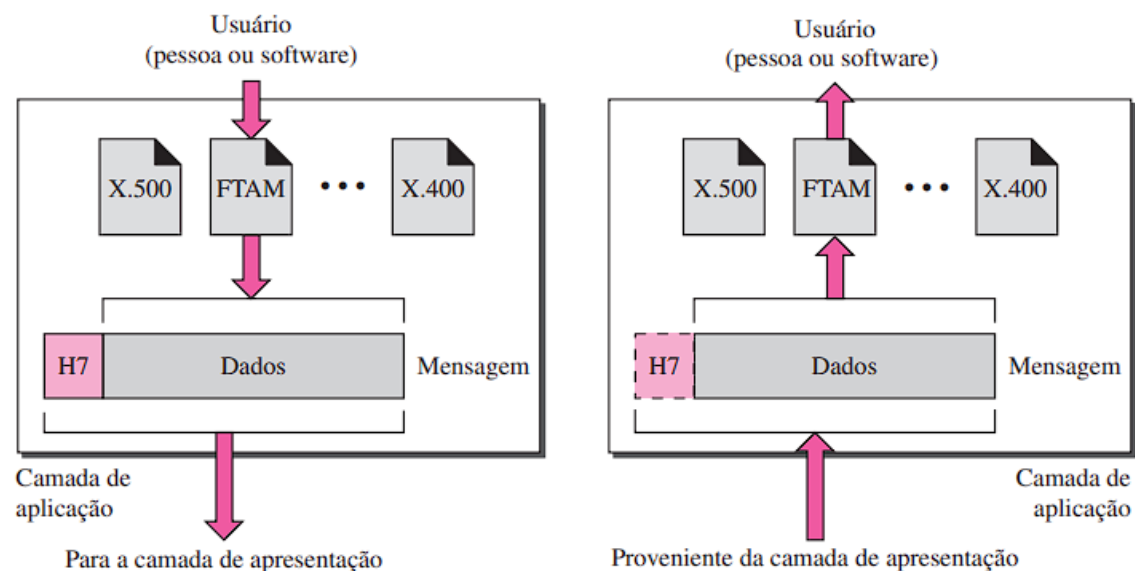 Usuário
(pessoa ou software)
X.500
FTAM
•••
X.400
H7
Dados
Mensagem
Camada de
aplicação
Para a camada de apresentação
Usuário
(pessoa ou software)
X.500
FTAM
•••
X.400
H7
Dados
Mensagem
Camada de
aplicação
Proveniente da camada de apresentação